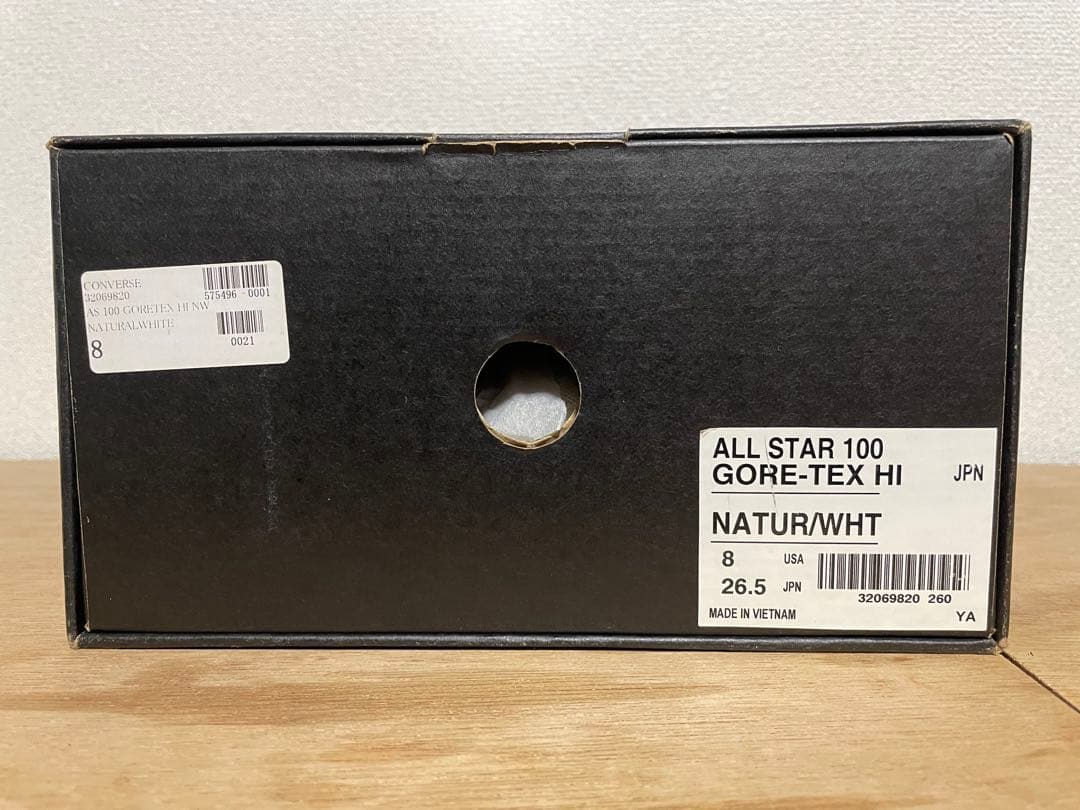 CONVERSE
32069820
575496 0001
AS 100 GORETEX HI NW
NATURALWHITE
8
0021
ALL STAR 100
GORE-TEX HI
JPN
NATUR/WHT
8 USA
26.5 JPN
32069820 260
MADE IN VIETNAM
YA